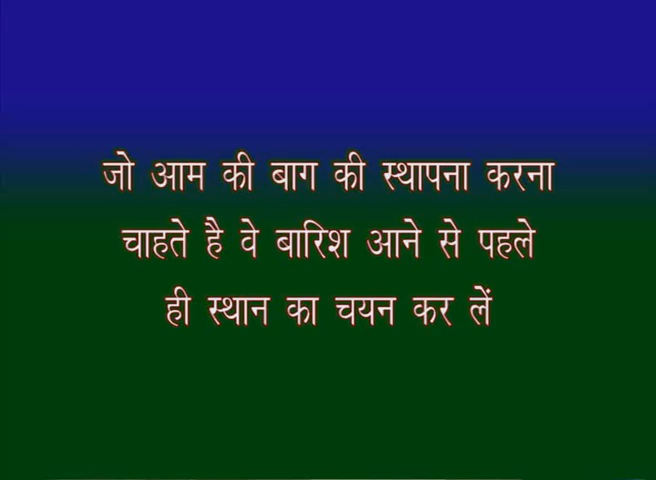 जो आम की बाग की स्थापना करना
चाहते है वे बारिश आने से पहले
ही स्थान का चयन कर लें